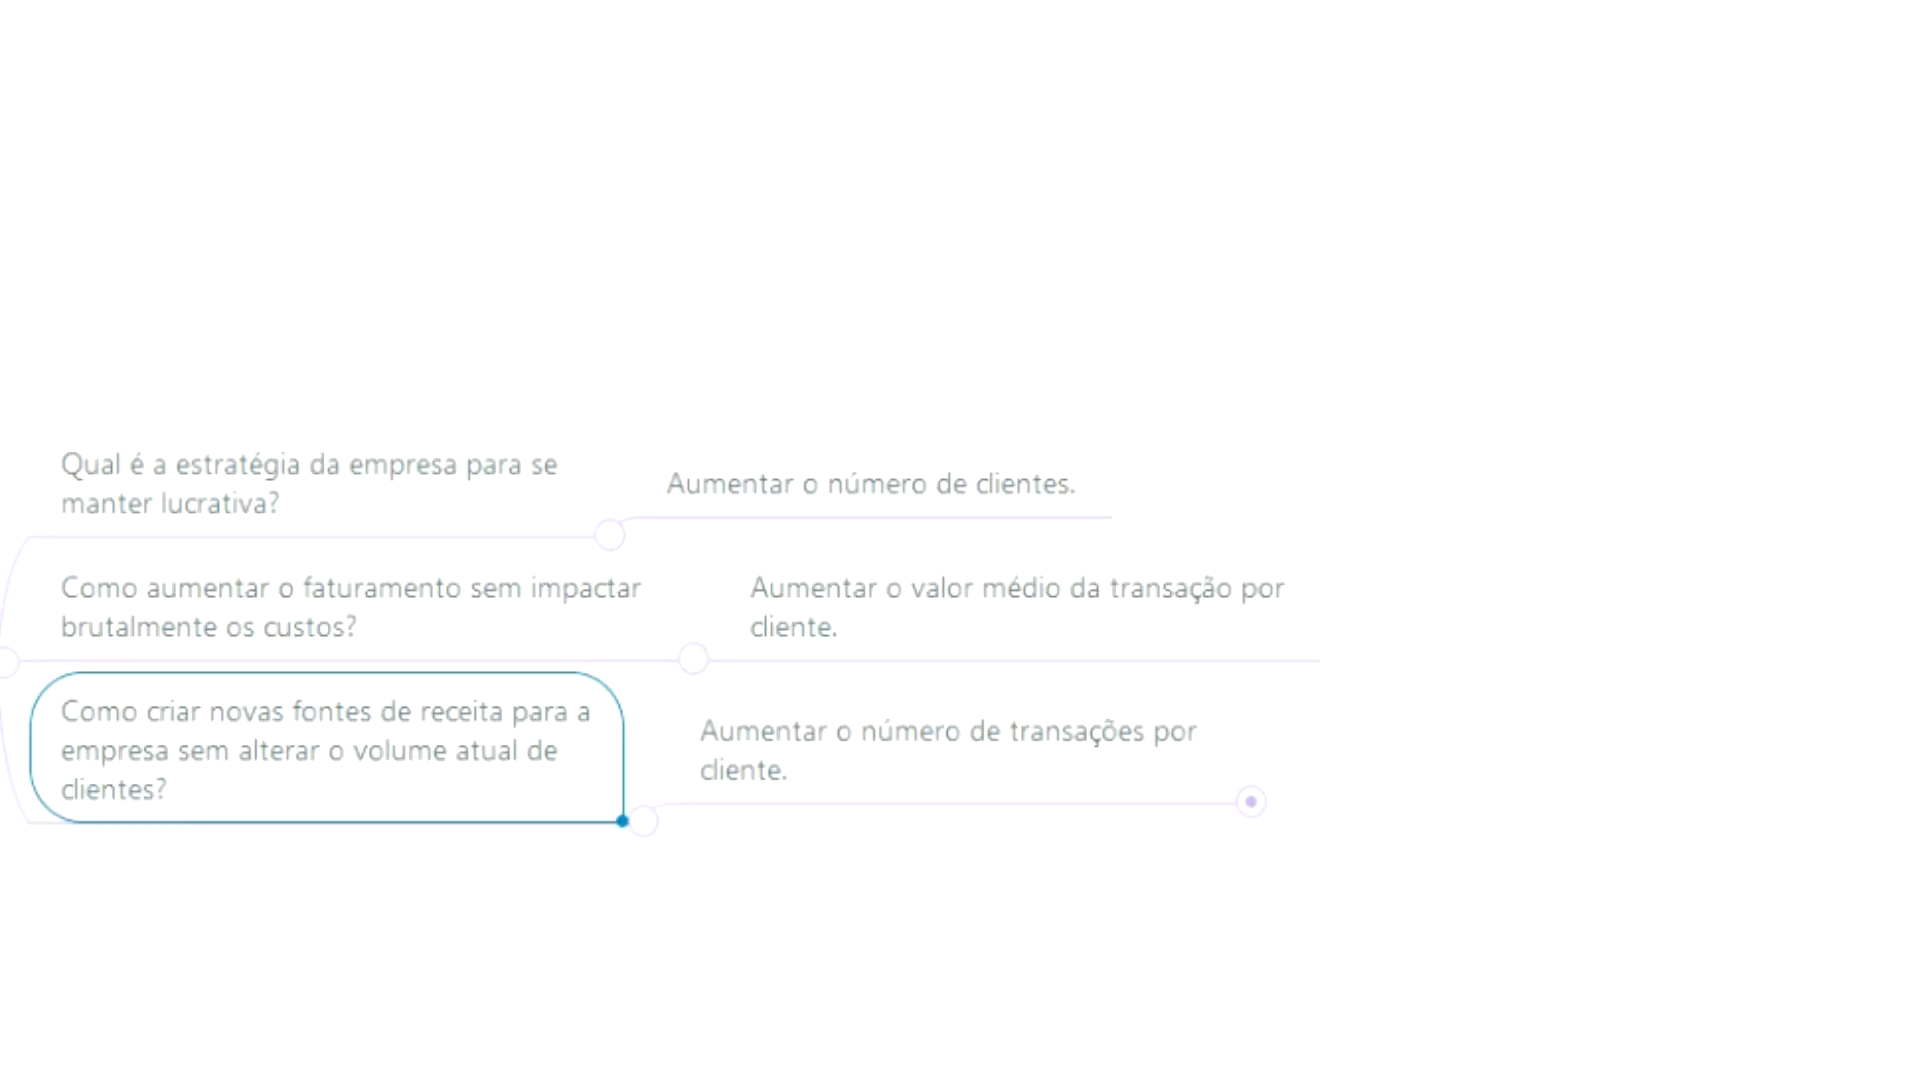 Qual é a estratégia da empresa para se
manter lucrativa?
Aumentar o número de clientes.
Como aumentar o faturamento sem impactar
brutalmente os custos?
Aumentar o valor médio da transação por
cliente.
Como criar novas fontes de receita para a
empresa sem alterar o volume atual de
clientes?
Aumentar o número de transações por
cliente.